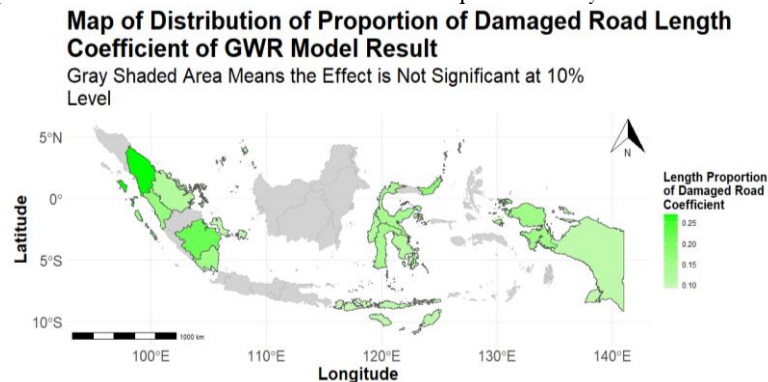 Map of Distribution of Proportion of Damaged Road Length
Coefficient of GWR Model Result
Gray Shaded Area Means the Effect is Not Significant at 10%
Level
5°N
0°
5°S
10°S
Latitude
N
1000 km
100°E
110°E
120°E
130°E
140°E
Longitude
Length Proportion
of Damaged Road
Coefficient
0.25
0.20
0.15
0.10